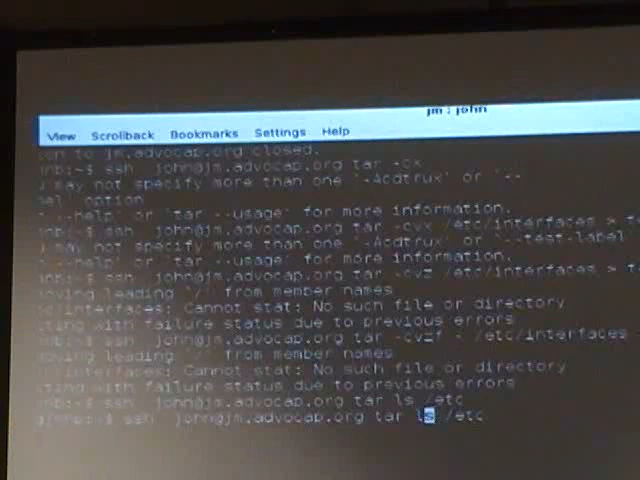 jm : john
View Scrollback Bookmarks Settings Help
to jm.advocap.org closed.
ssh john@jm.advocap.org tar -cx
may not specify more than one `-Acdtrux' or `--
option
--help' or `tar --usage' for more information.
ssh john@jm.advocap.org tar -cvx /etc/interfaces >
may not specify more than one `-Acdtrux' or `--test-label
--help' or `tar --usage' for more information.
ssh john@jm.advocap.org tar -cvz /etc/interfaces >
oving leading `/' from member names
/interfaces: Cannot stat: No such file or directory
ting with failure status due to previous errors
ssh john@jm.advocap.org tar -cvzf - /etc/interfaces
oving leading `/' from member names
/interfaces: Cannot stat: No such file or directory
ting with failure status due to previous errors
ssh john@jm.advocap.org tar ls /etc
ssh john@jm.advocap.org tar ls /etc